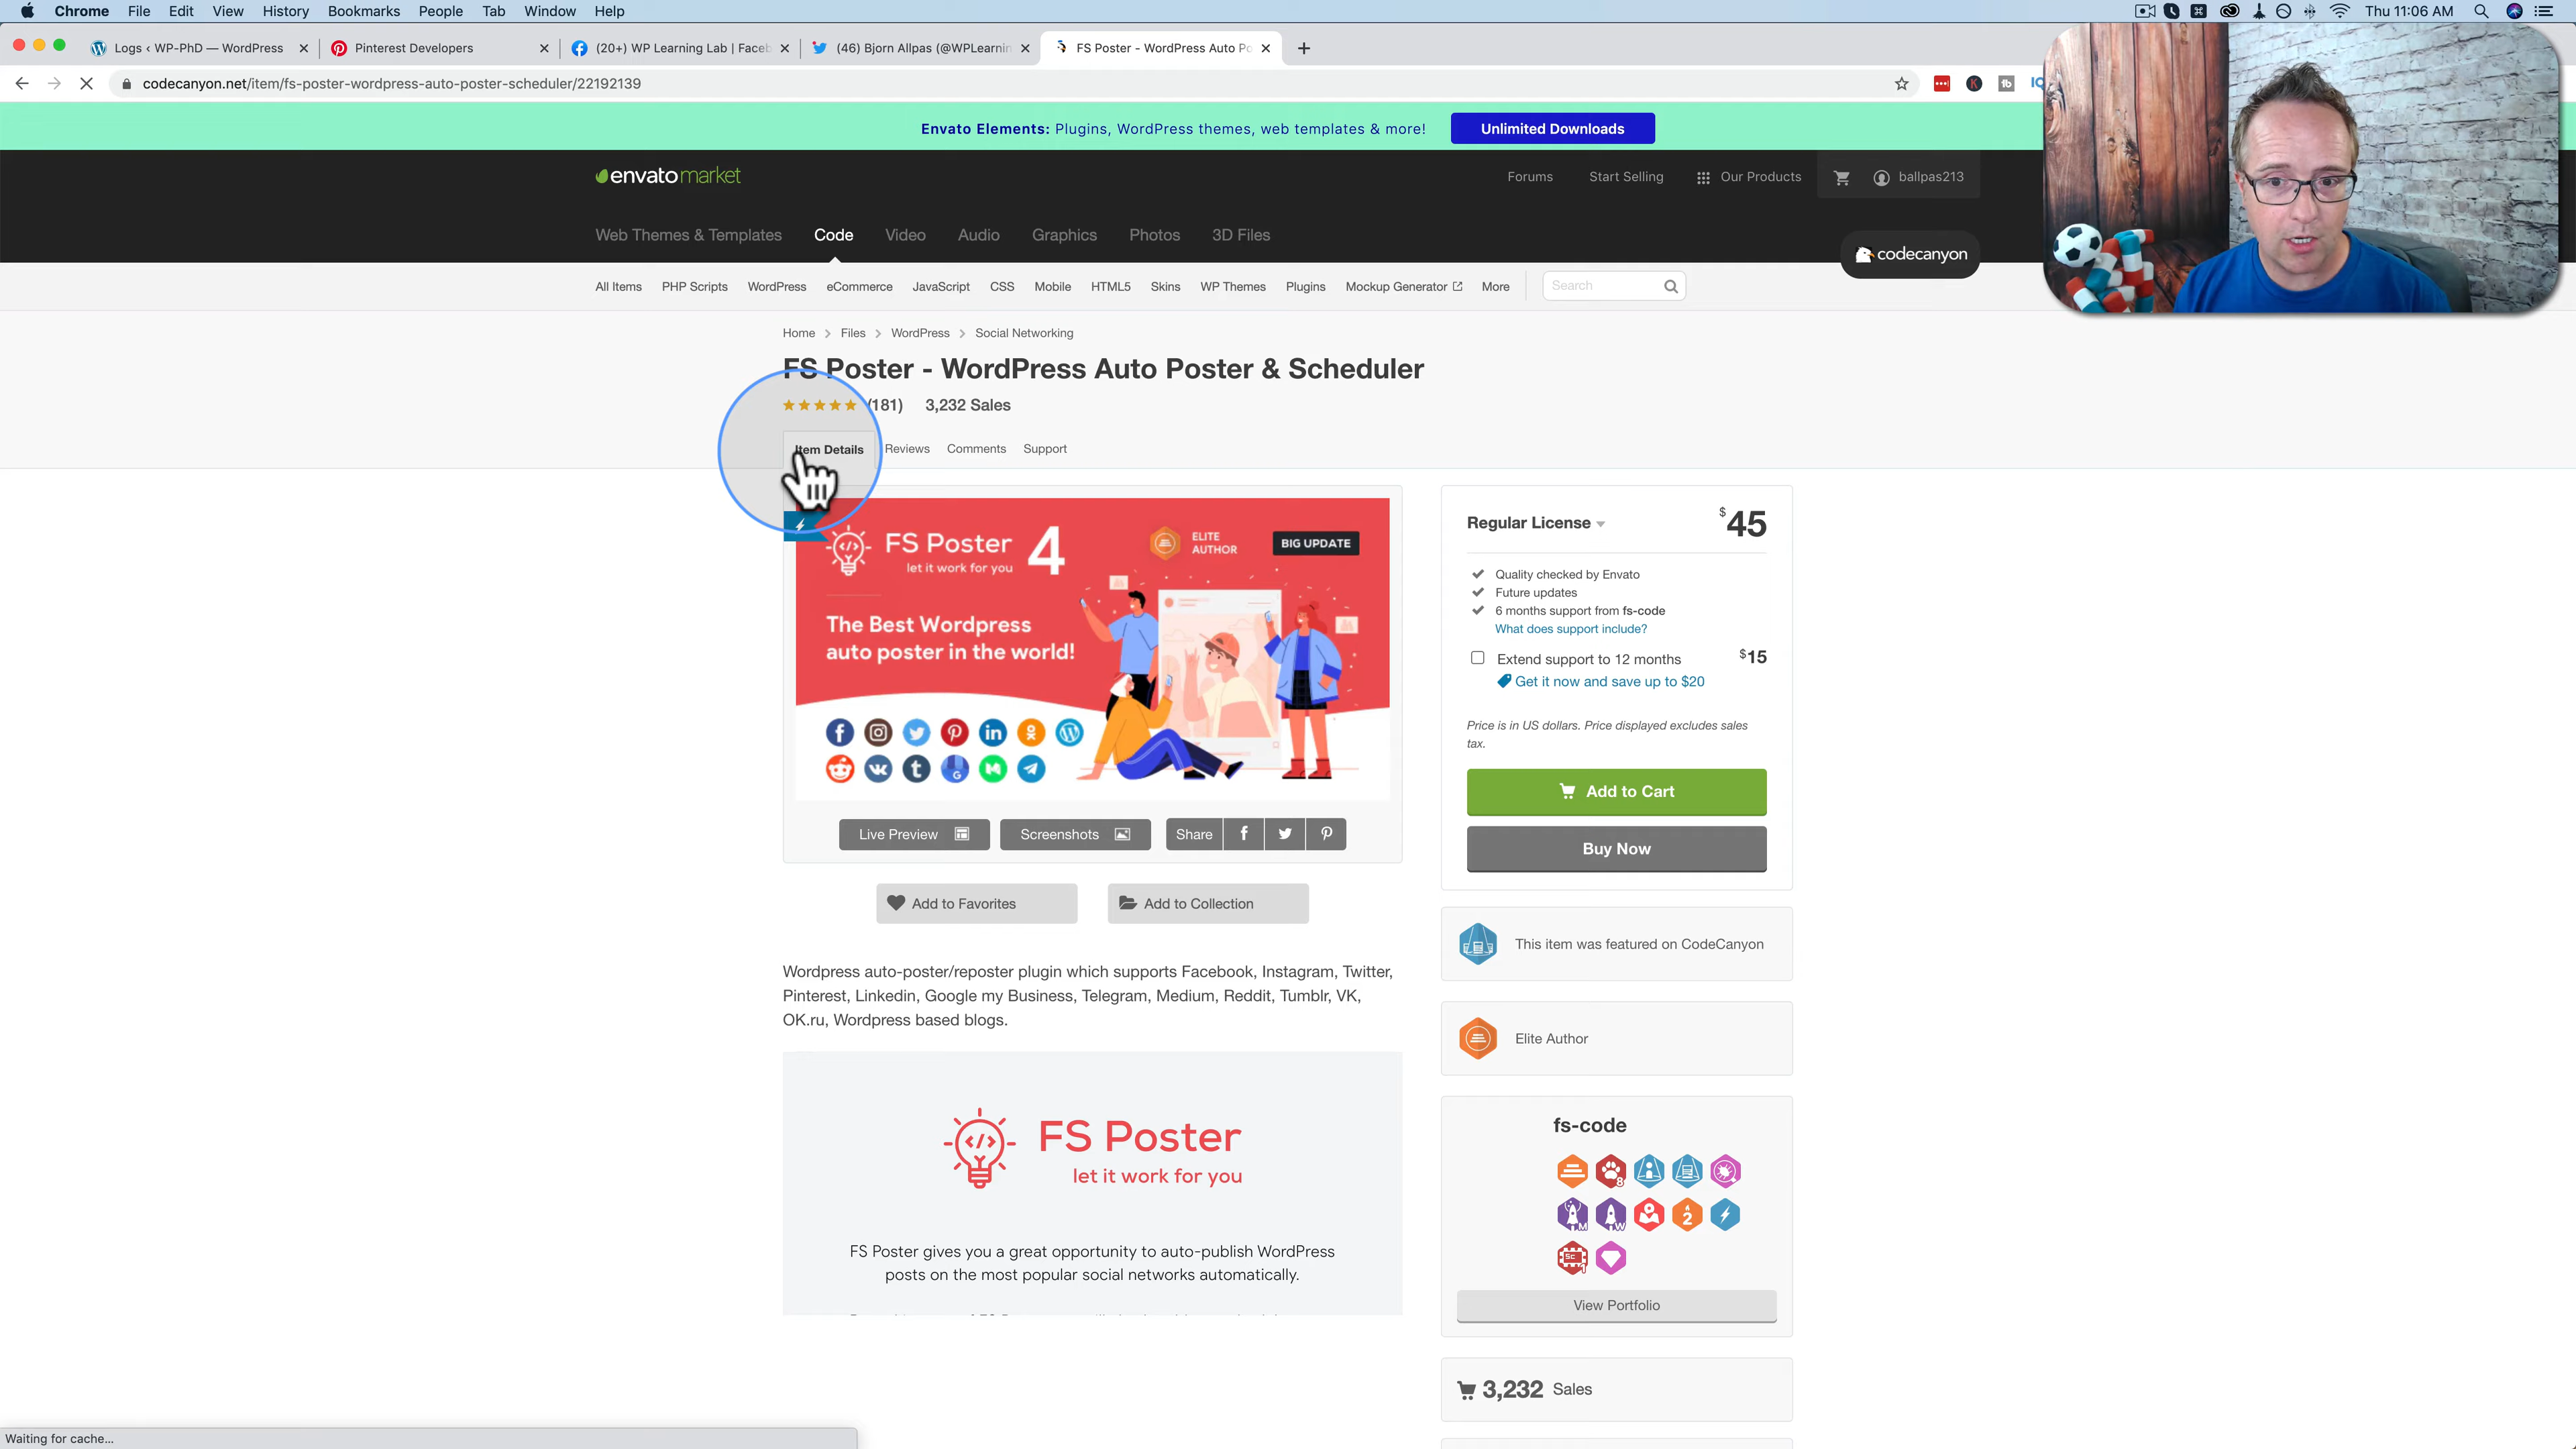 Chrome File Edit View History Bookmarks People Tab Window Help Thu 11:06 AM
Logs ‹ WP-PhD — WordPress Pinterest Developers (20+) WP Learning Lab | Faceb (46) Bjorn Allpas (@WPLearnin FS Poster - WordPress Auto Po
codecanyon.net/item/fs-poster-wordpress-auto-poster-scheduler/22192139
Envato Elements: Plugins, WordPress themes, web templates & more! Unlimited Downloads
envatomarket Forums Start Selling Our Products ballpas213
Web Themes & Templates Code Video Audio Graphics Photos 3D Files
codecanyon
All Items PHP Scripts WordPress eCommerce JavaScript CSS Mobile HTML5 Skins WP Themes Plugins Mockup Generator More Search
Home Files WordPress Social Networking
FS Poster - WordPress Auto Poster & Scheduler
(181) 3,232 Sales
Item Details Reviews Comments Support
FS Poster 4
let it work for you
ELITE
AUTHOR
BIG UPDATE
The Best Wordpress
auto poster in the world!
Live Preview Screenshots Share
Add to Favorites Add to Collection
Wordpress auto-poster/reposter plugin which supports Facebook, Instagram, Twitter,
Pinterest, Linkedin, Google my Business, Telegram, Medium, Reddit, Tumblr, VK,
OK.ru, Wordpress based blogs.
FS Poster
let it work for you
FS Poster gives you a great opportunity to auto-publish WordPress
posts on the most popular social networks automatically.
Regular License $45
Quality checked by Envato
Future updates
6 months support from fs-code
What does support include?
Extend support to 12 months $15
Get it now and save up to $20
Price is in US dollars. Price displayed excludes sales
tax.
Add to Cart
Buy Now
This item was featured on CodeCanyon
Elite Author
fs-code
View Portfolio
3,232 Sales
Waiting for cache...